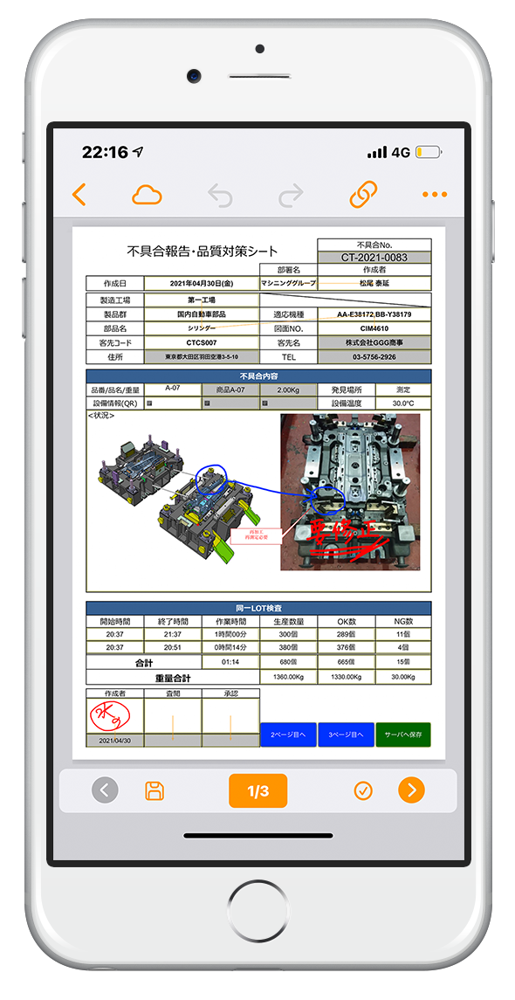 22:16 4G
不具合報告・品質対策シート
不具合No.
CT-2021-0083
部署名 作成者
作成日 2021年04月30日(金) マシニンググループ 松尾 泰延
製造工場 第一工場
製品群 国内自動車部品 適応機種 AA-E38172,BB-Y38179
部品名 シリンダー 図面NO. CIM4610
客先コード CTCS007 客先名 株式会社GGG商事
住所 東京都大田区羽田空港3-5-10 TEL 03-5756-2926
不具合内容
品番/品名/重量 A-07 商品A-07 2.00Kg 発見場所 測定
設備情報(QR) 設備温度 30.0℃
<状況>
再加工
再測定必要
要修正
同一LOT検査
開始時間 終了時間 作業時間 生産数量 OK数 NG数
20:37 21:37 1時間00分 300個 289個 11個
20:37 20:51 0時間14分 380個 376個 4個
合計 01:14 680個 665個 15個
重量合計 1360.00Kg 1330.00Kg 30.00Kg
作成者 査閲 承認
2021/04/30
2ページ目へ 3ページ目へ サーバへ保存
1/3